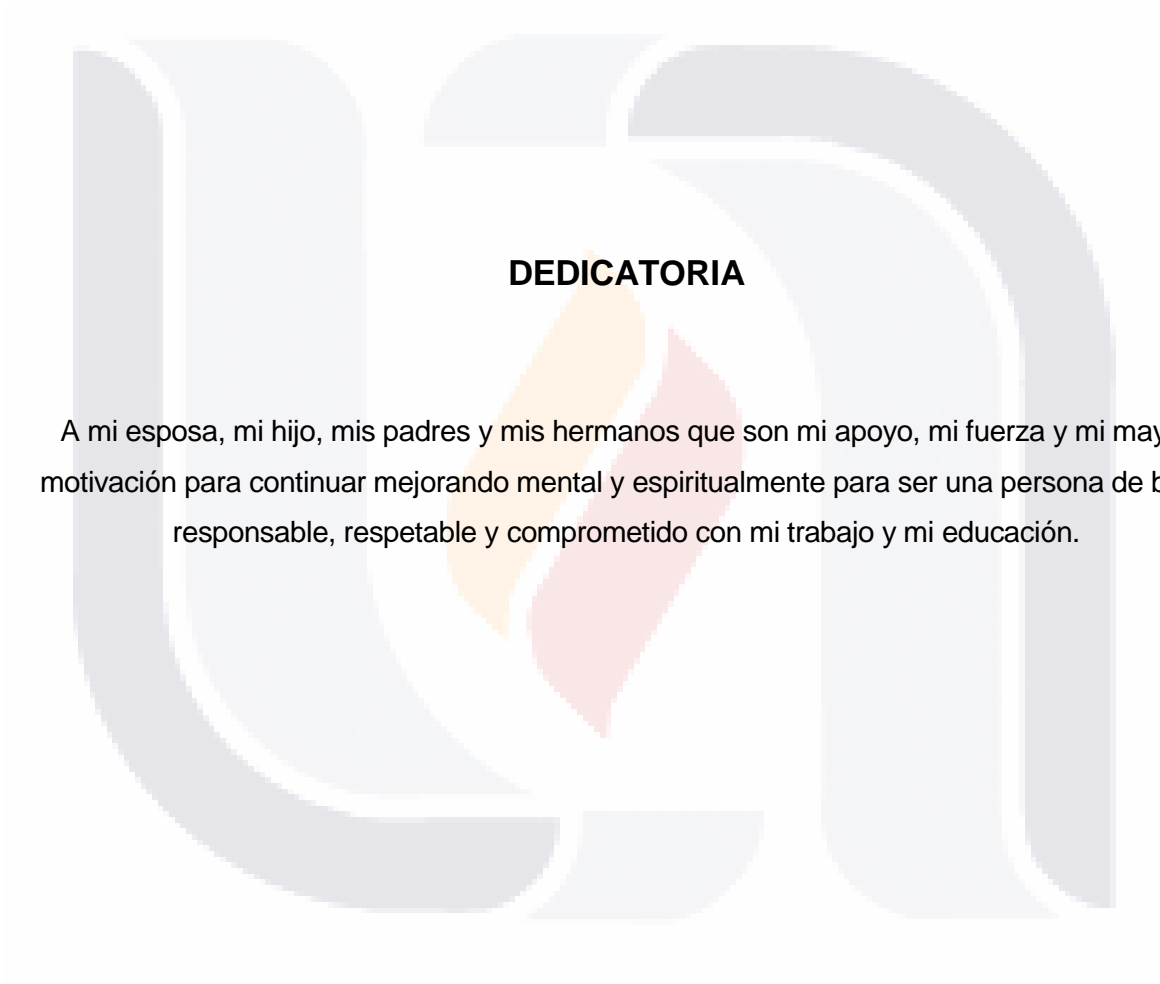 DEDICATORIA
A mi esposa, mi hijo, mis padres y mis hermanos que son mi apoyo, mi fuerza y mi
motivación para continuar mejorando mental y espiritualmente para ser una persona de
responsable, respetable y comprometido con mi trabajo y mi educación.